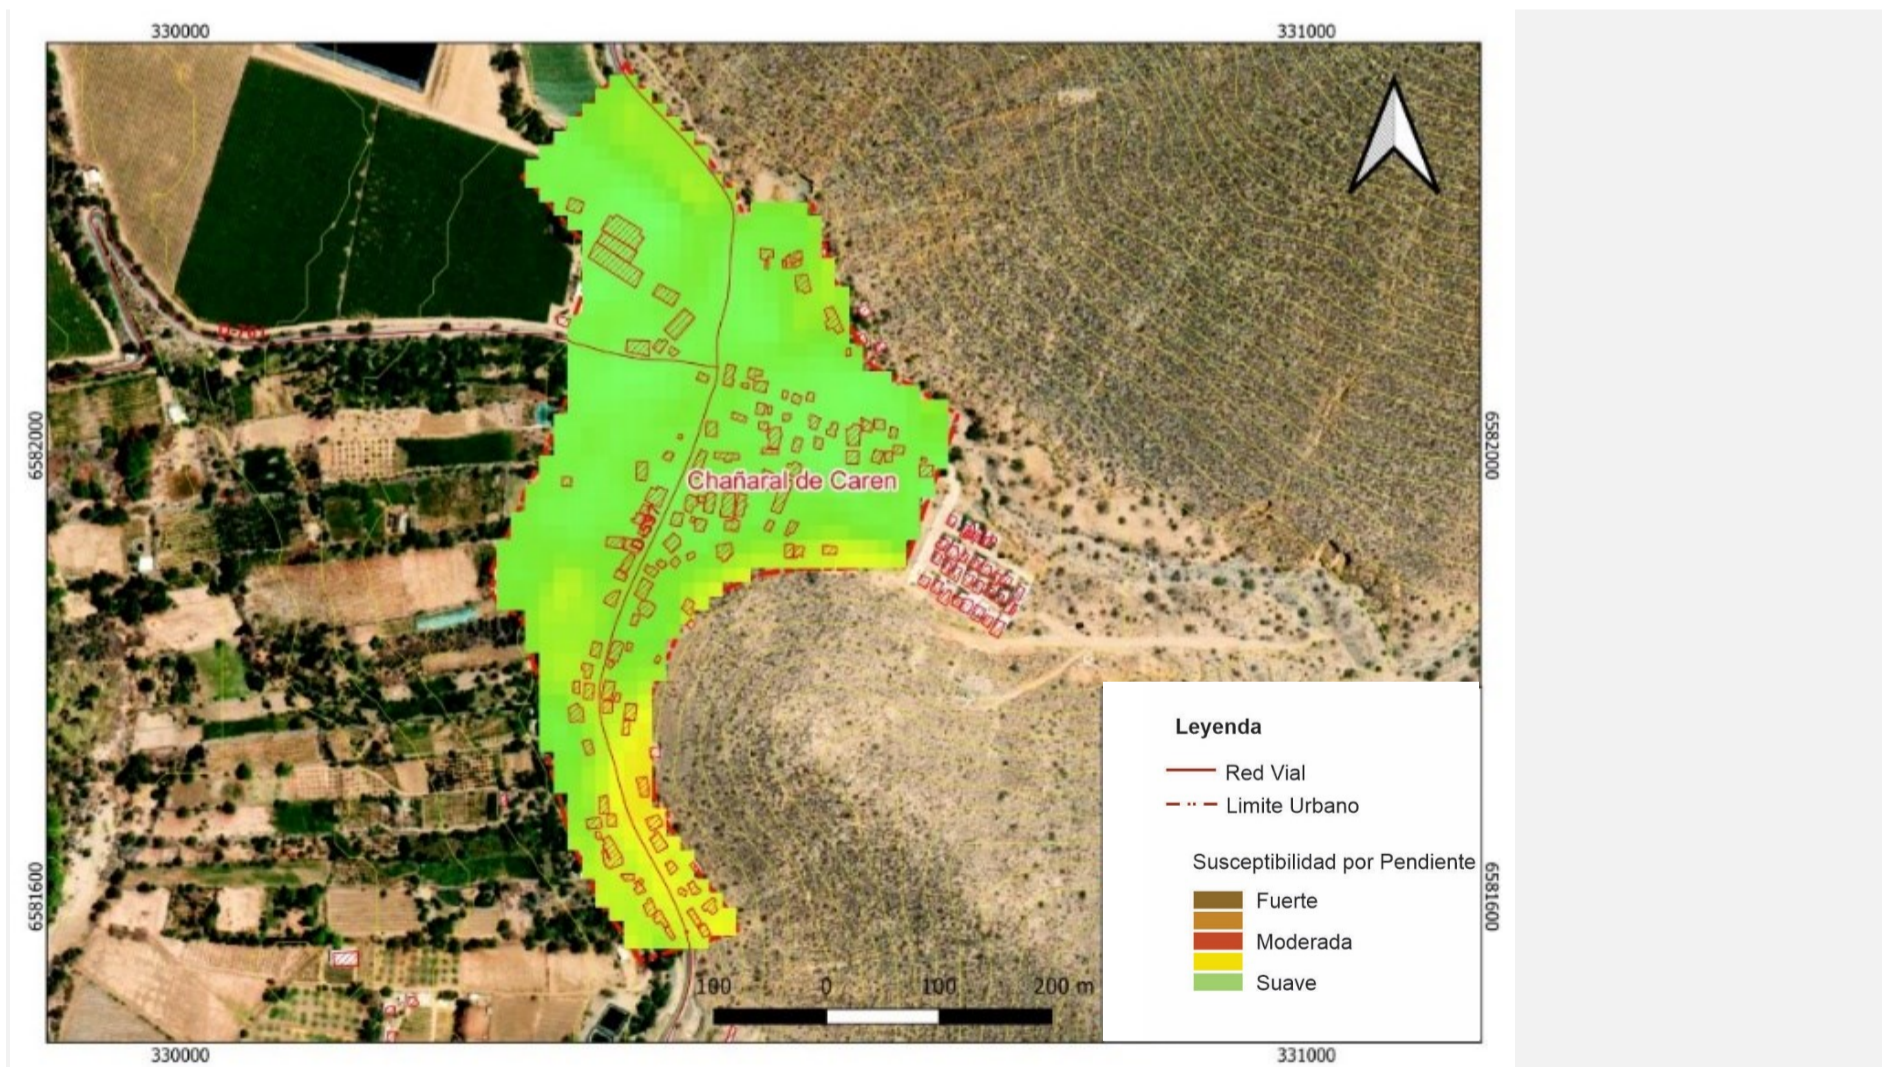 330000
331000
6582000
6582000
Chañaral de Caren
Leyenda
Red Vial
Limite Urbano
Susceptibilidad por Pendiente
Fuerte
Moderada
Suave
6581600
6581600
100 0 100 200 m
330000
331000